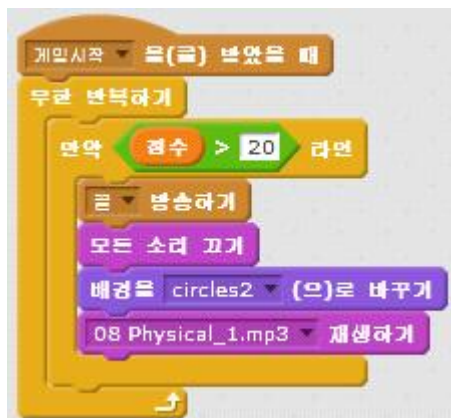 게임시작 을(를) 받았을 때
무한 반복하기
만약 점수 > 20 라면
끝 방송하기
모든 소리 끄기
배경을 circles2 (으)로 바꾸기
08 Physical_1.mp3 재생하기